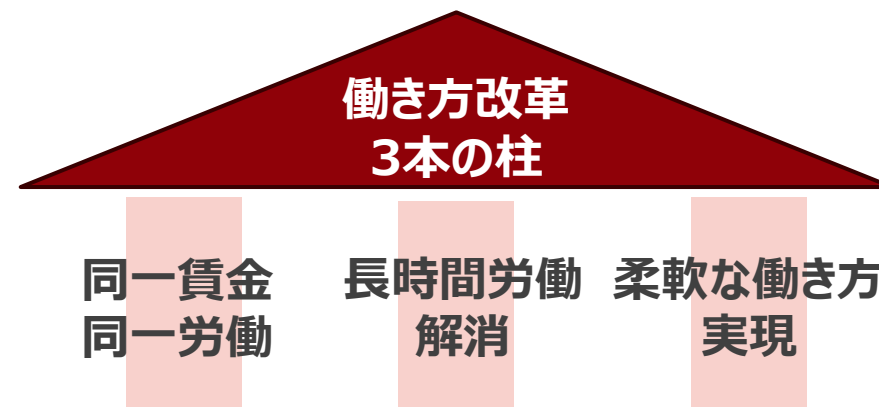 働き方改革
3本の柱
同一賃金
同一労働
長時間労働
解消
柔軟な働き方
実現